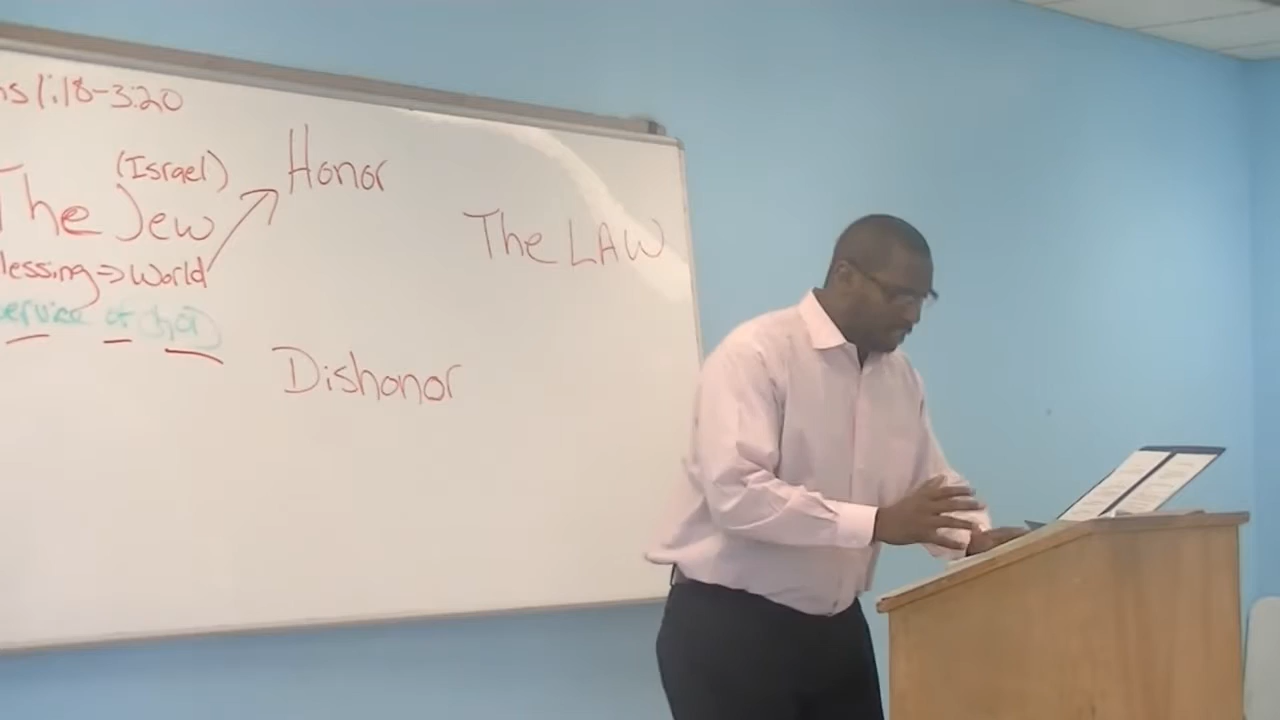 ns 1:18-3:20
(Israel)
Honor
The Jew
The LAW
lessing => World
ervice of
Dishonor